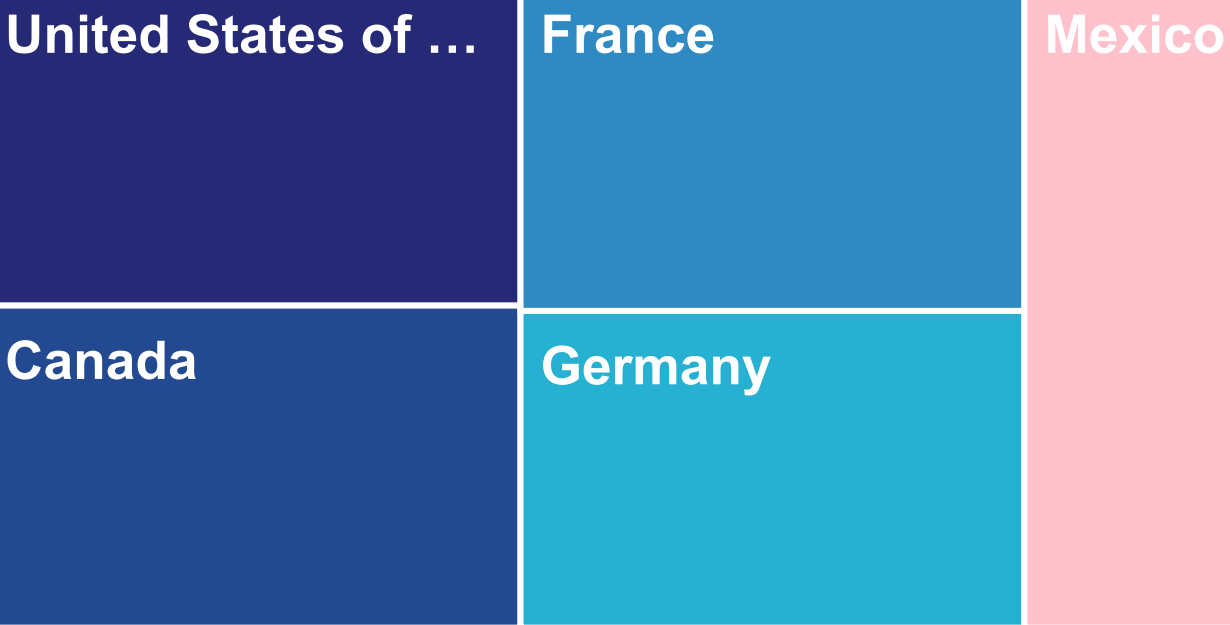 United States of …
France
Mexico
Canada
Germany